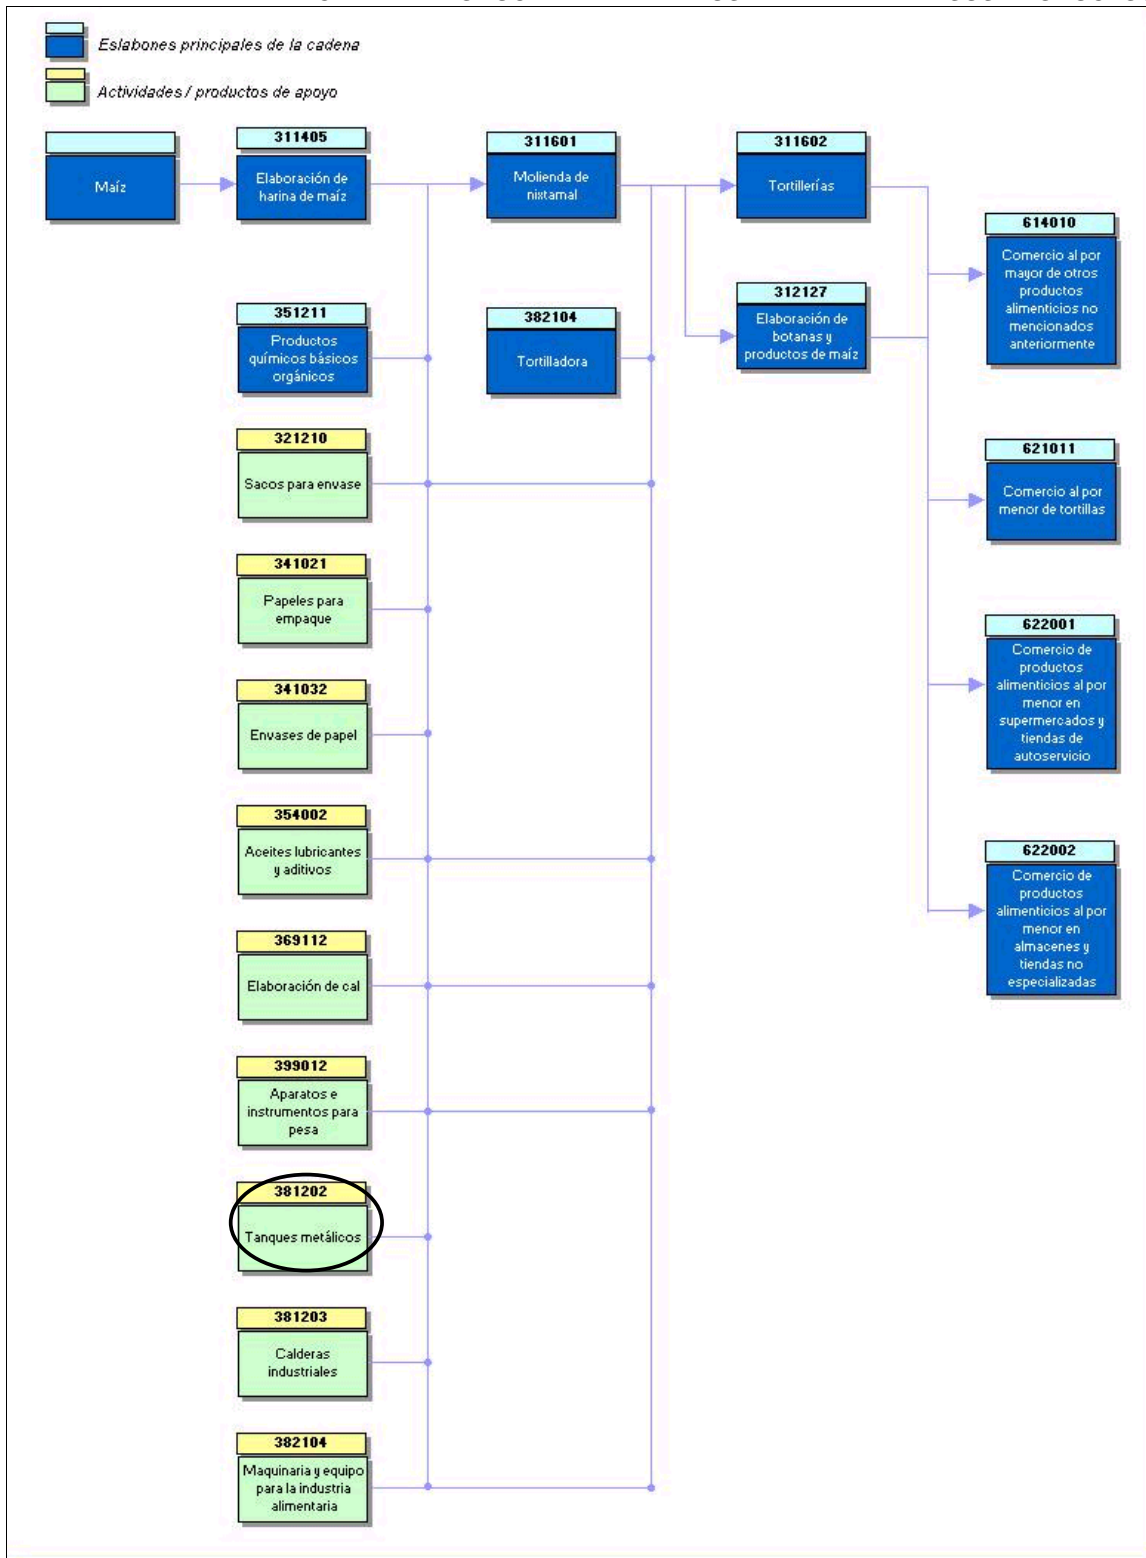 Eslabones principales de la cadena
Actividades / productos de apoyo
Maíz
311405
Elaboración de
harina de maíz
311601
Molienda de
nixtamal
311602
Tortillerías
614010
Comercio al por
mayor de otros
productos
alimenticios no
mencionados
anteriormente
351211
Productos
químicos básicos
orgánicos
382104
Tortilladora
312127
Elaboración de
botanas y
productos de maíz
321210
Sacos para envase
621011
Comercio al por
menor de tortillas
341021
Papeles para
empaque
622001
Comercio de
productos
alimenticios al por
menor en
supermercados y
tiendas de
autoservicio
341032
Envases de papel
354002
Aceites lubricantes
y aditivos
622002
Comercio de
productos
alimenticios al por
menor en
almacenes y
tiendas no
especializadas
369112
Elaboración de cal
399012
Aparatos e
instrumentos para
pesa
381202
Tanques metálicos
381203
Calderas
industriales
382104
Maquinaria y equipo
para la industria
alimentaria